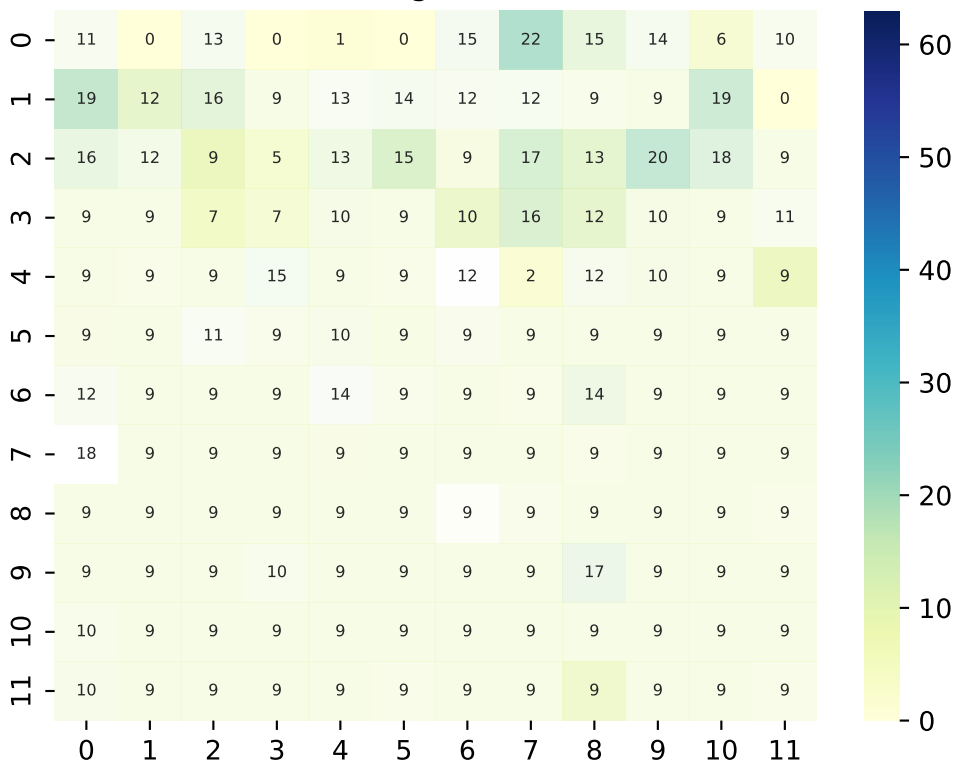 0 11 0 13 0 1 0 15 22 15 14 6 10
1 19 12 16 9 13 14 12 12 9 9 19 0
2 16 12 9 5 13 15 9 17 13 20 18 9
3 9 9 7 7 10 9 10 16 12 10 9 11
4 9 9 9 15 9 9 12 2 12 10 9 9
5 9 9 11 9 10 9 9 9 9 9 9 9
6 12 9 9 9 14 9 9 9 14 9 9 9
7 18 9 9 9 9 9 9 9 9 9 9 9
8 9 9 9 9 9 9 9 9 9 9 9 9
9 9 9 9 10 9 9 9 9 17 9 9 9
10 10 9 9 9 9 9 9 9 9 9 9 9
11 10 9 9 9 9 9 9 9 9 9 9 9
0 1 2 3 4 5 6 7 8 9 10 11
60
50
40
30
20
10
0